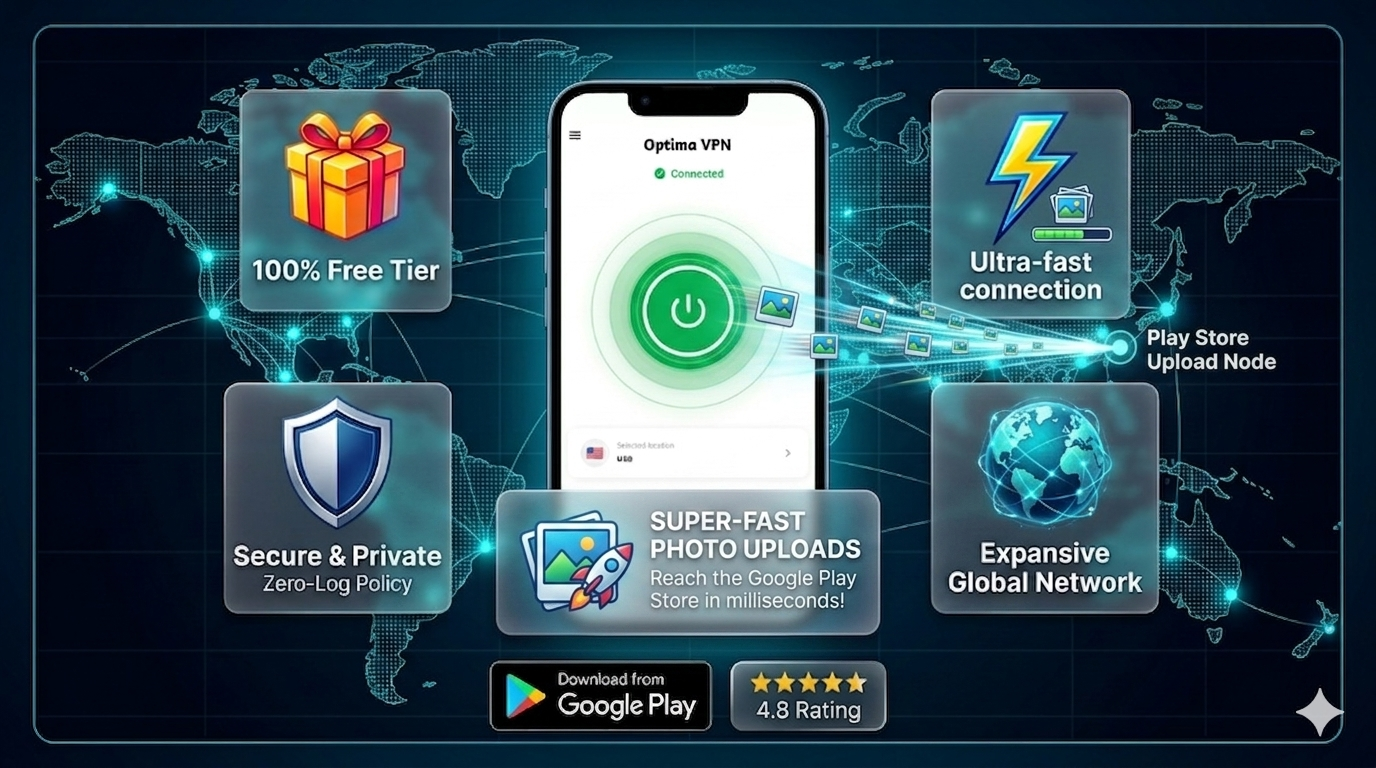 Optima VPN
Connected
100% Free Tier
Ultra-fast
connection
Play Store
Upload Node
Selected location
Secure & Private
Zero-Log Policy
SUPER-FAST
PHOTO UPLOADS
Reach the Google Play
Store in milliseconds!
Expansive
Global Network
Download from
Google Play
4.8 Rating